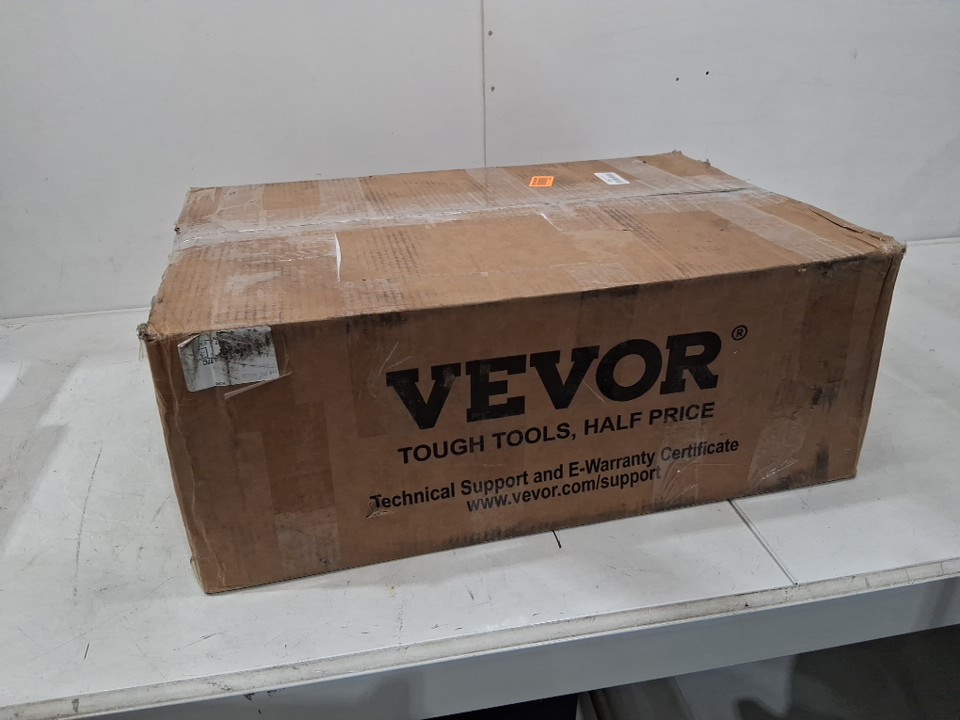 VEVOR®
TOUGH TOOLS, HALF PRICE
Technical Support and E-Warranty Certificate
www.vevor.com/support